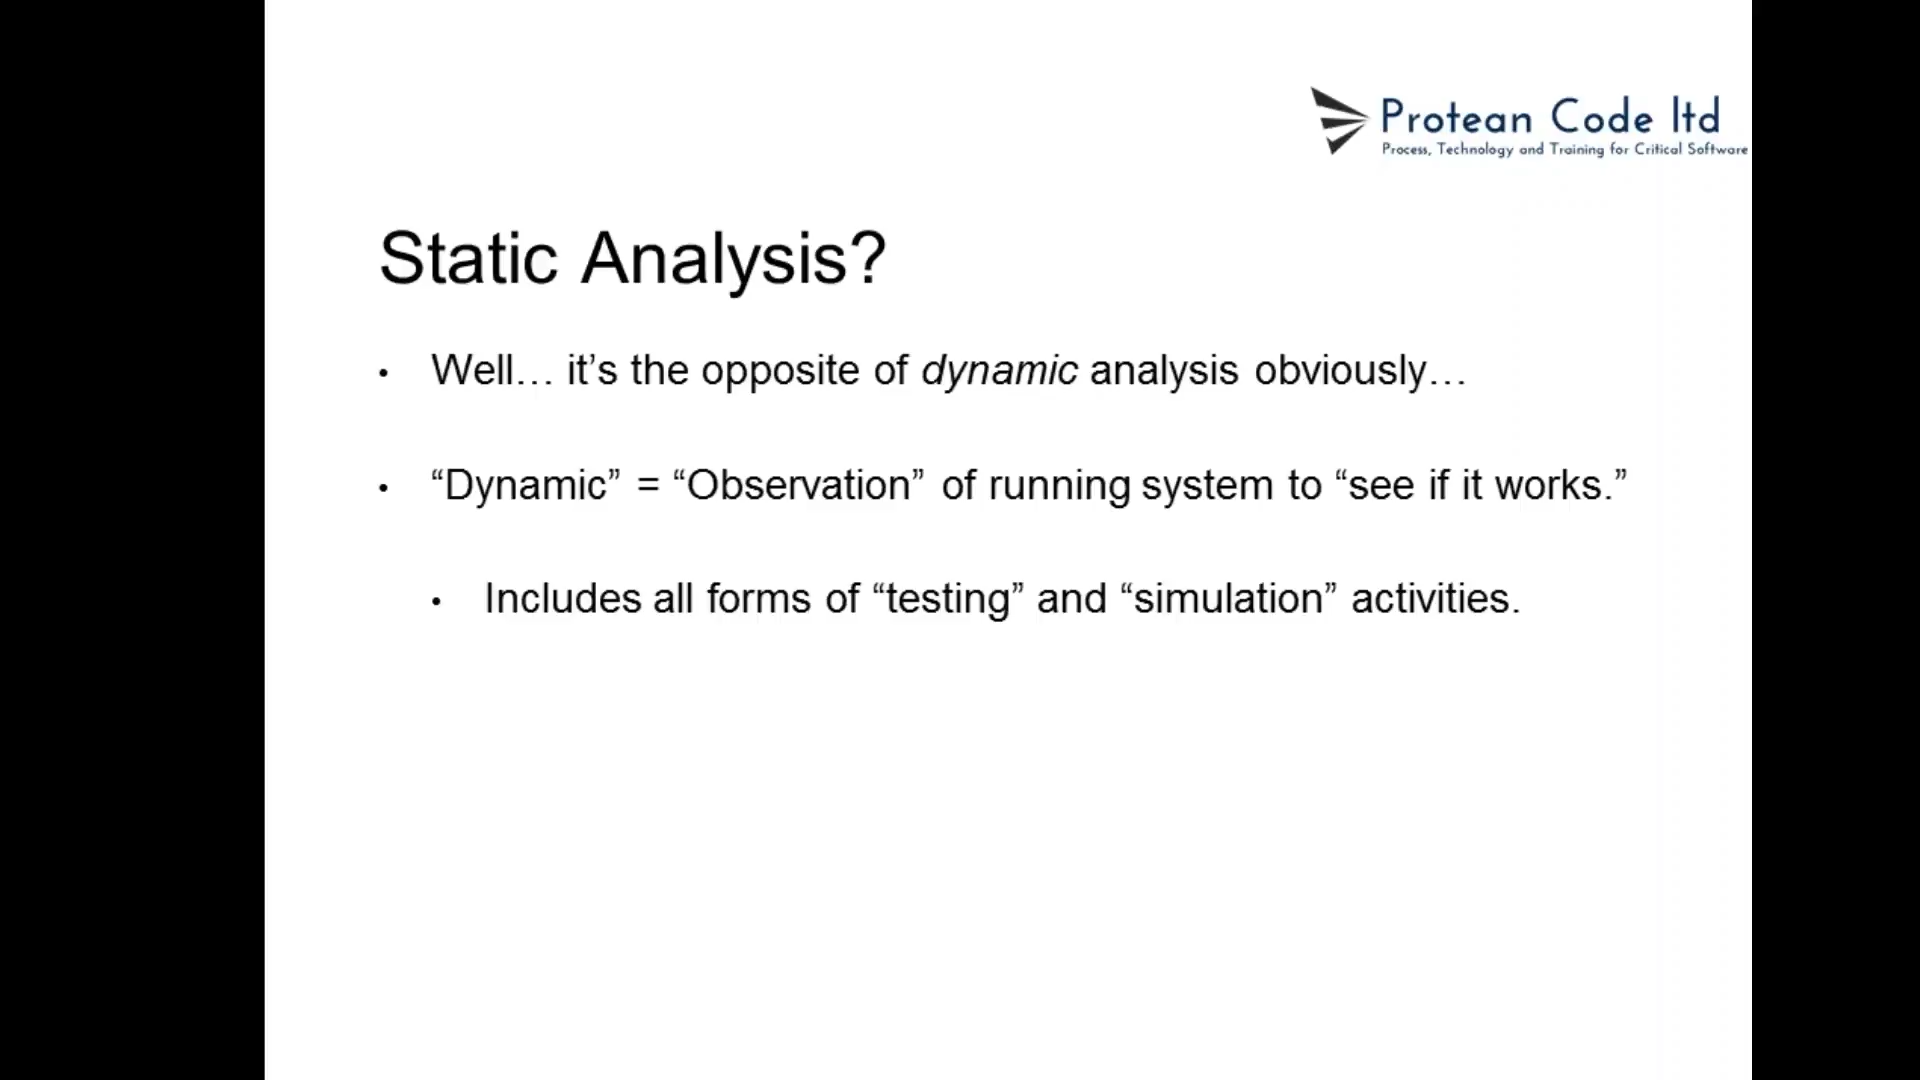 Protean Code ltd
Process, Technology and Training for Critical Software
Static Analysis?
• Well… it’s the opposite of dynamic analysis obviously…
• “Dynamic” = “Observation” of running system to “see if it works.”
• Includes all forms of “testing” and “simulation” activities.